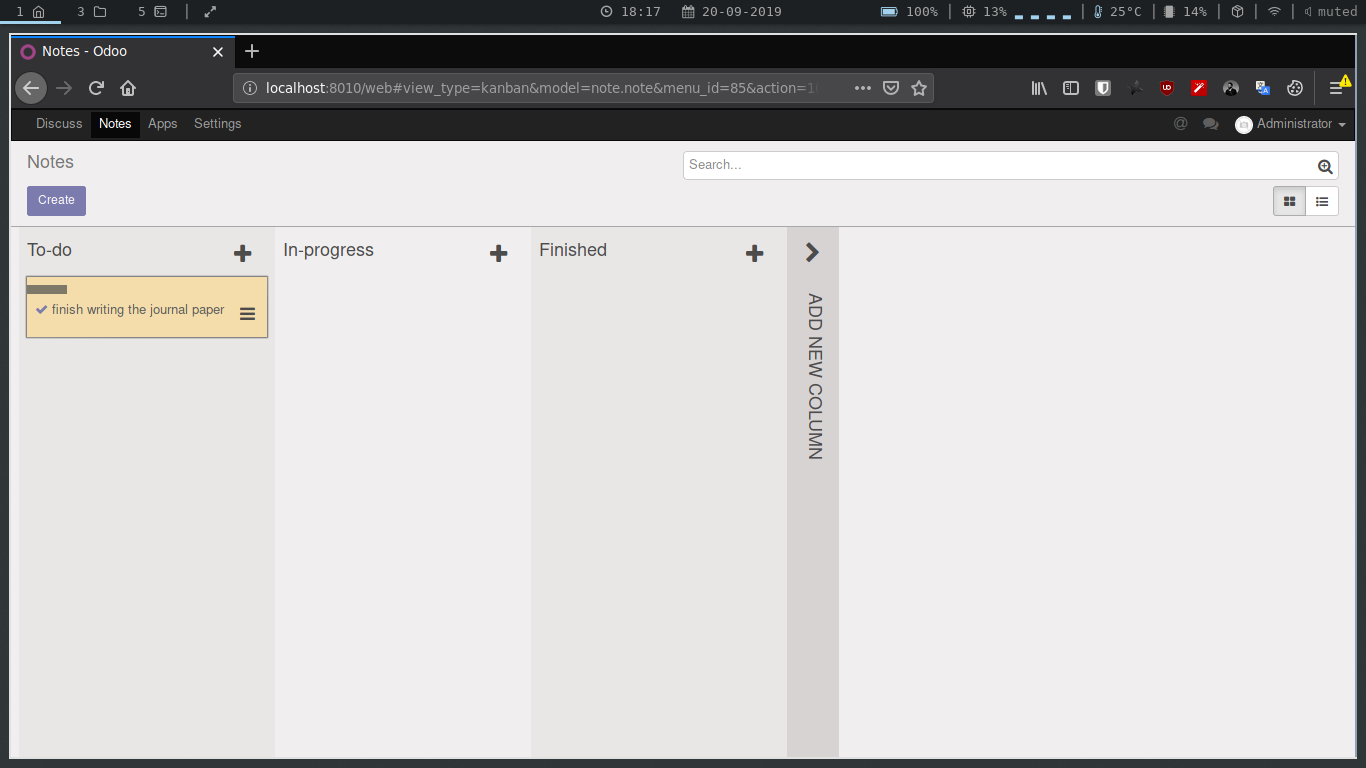 1 3 5 18:17 20-09-2019 100% 13% 25°C 14% muted
Notes - Odoo
localhost:8010/web#view_type=kanban&model=note.note&menu_id=85&action=1
Discuss Notes Apps Settings @ Administrator
Notes
Search...
Create
To-do In-progress Finished
finish writing the journal paper
ADD NEW COLUMN